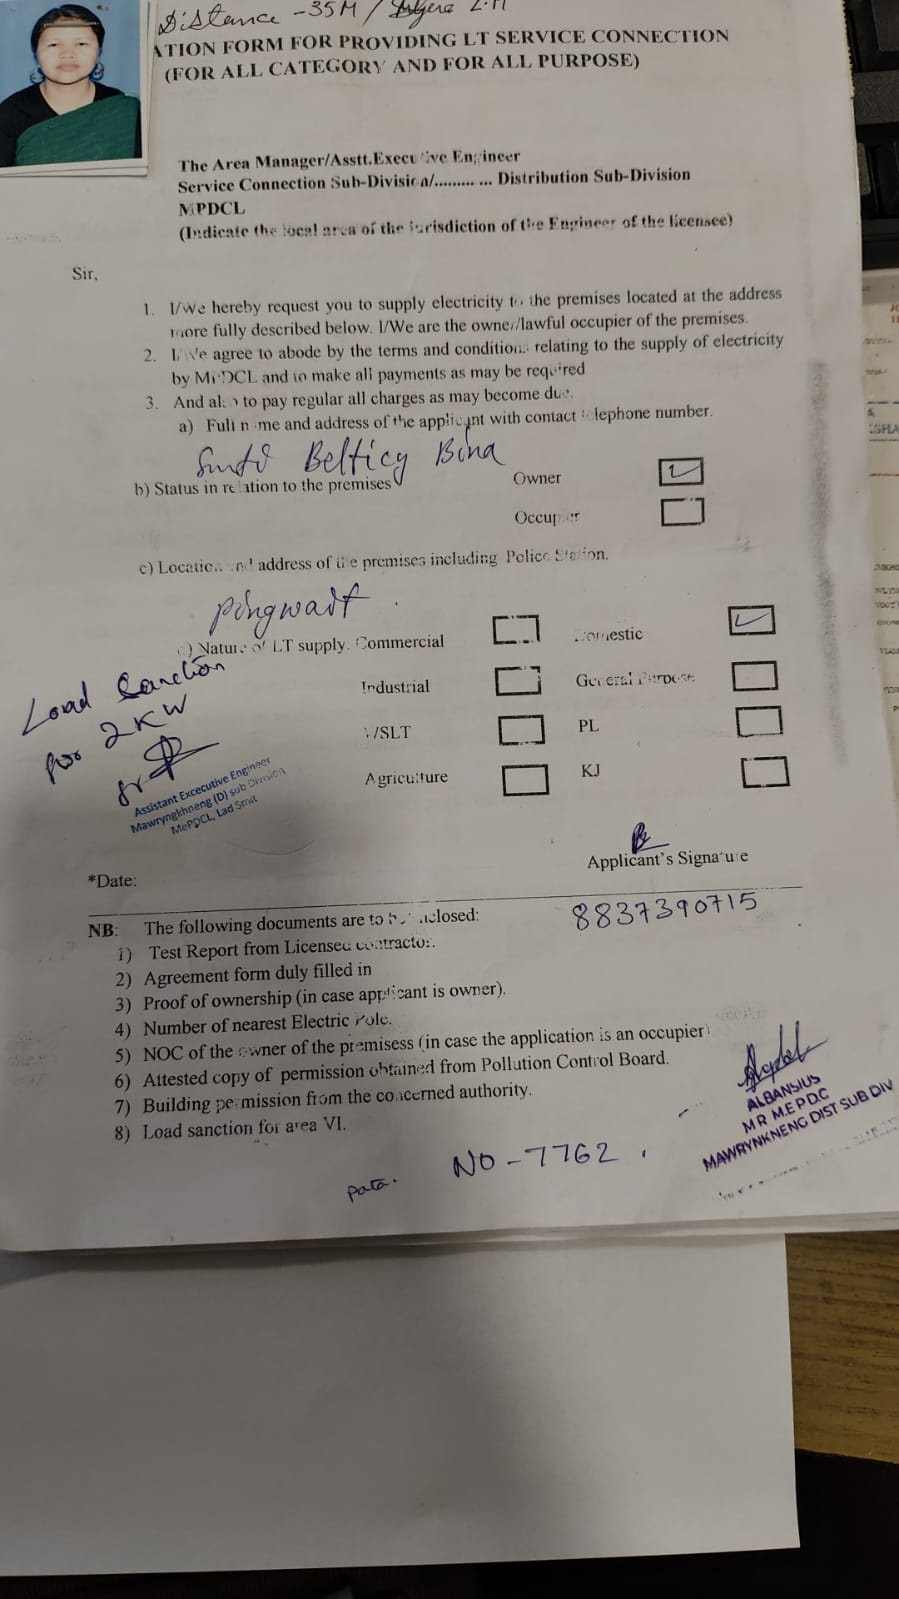 Distance - 35M /
ATION FORM FOR PROVIDING LT SERVICE CONNECTION
(FOR ALL CATEGORY AND FOR ALL PURPOSE)
The Area Manager/Asstt.Executive Engineer
Service Connection Sub-Division/......... ... Distribution Sub-Division
MPDCL
(Indicate the local area of the jurisdiction of the Engineer of the licensee)
Sir,
1. I/We hereby request you to supply electricity to the premises located at the address
more fully described below. I/We are the owner/lawful occupier of the premises.
2. I/We agree to abode by the terms and conditions relating to the supply of electricity
by MePDCL and to make all payments as may be required
3. And also to pay regular all charges as may become due.
a) Full name and address of the applicant with contact telephone number.
Bina
b) Status in relation to the premises
Owner
Occupier
c) Location and address of the premises including Police Station.
Pingwait
d) Nature of LT supply. Commercial
Domestic
Load Sanction
for 2KW
Industrial
General Purpose
WSLT
PL
Agriculture
KJ
Assistant Excecutive Engineer
Mawryngkhneng (D) sub Division
MePDCL, Lad Smit
Applicant's Signature
*Date:
8837390715
NB: The following documents are to be inclosed:
1) Test Report from Licensed contractor.
2) Agreement form duly filled in
3) Proof of ownership (in case applicant is owner).
4) Number of nearest Electric Pole.
5) NOC of the owner of the premisess (in case the application is an occupier)
6) Attested copy of permission obtained from Pollution Control Board.
7) Building permission from the concerned authority.
8) Load sanction for area VI.
ALBANSIUS
M R M.E P D.C
MAWRYNKNENG DIST SUB DIV
NO - 7762